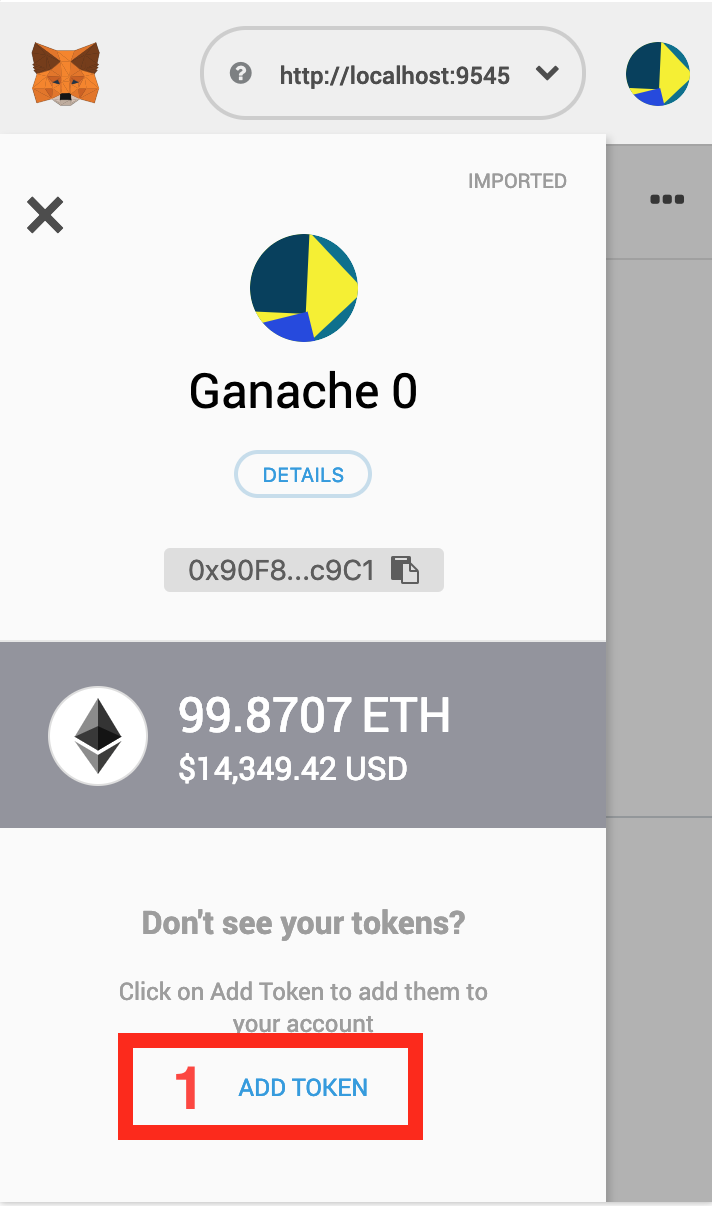 http://localhost:9545
IMPORTED
Ganache 0
DETAILS
0x90F8...c9C1
99.8707 ETH
$14,349.42 USD
Don't see your tokens?
Click on Add Token to add them to
your account
1 ADD TOKEN